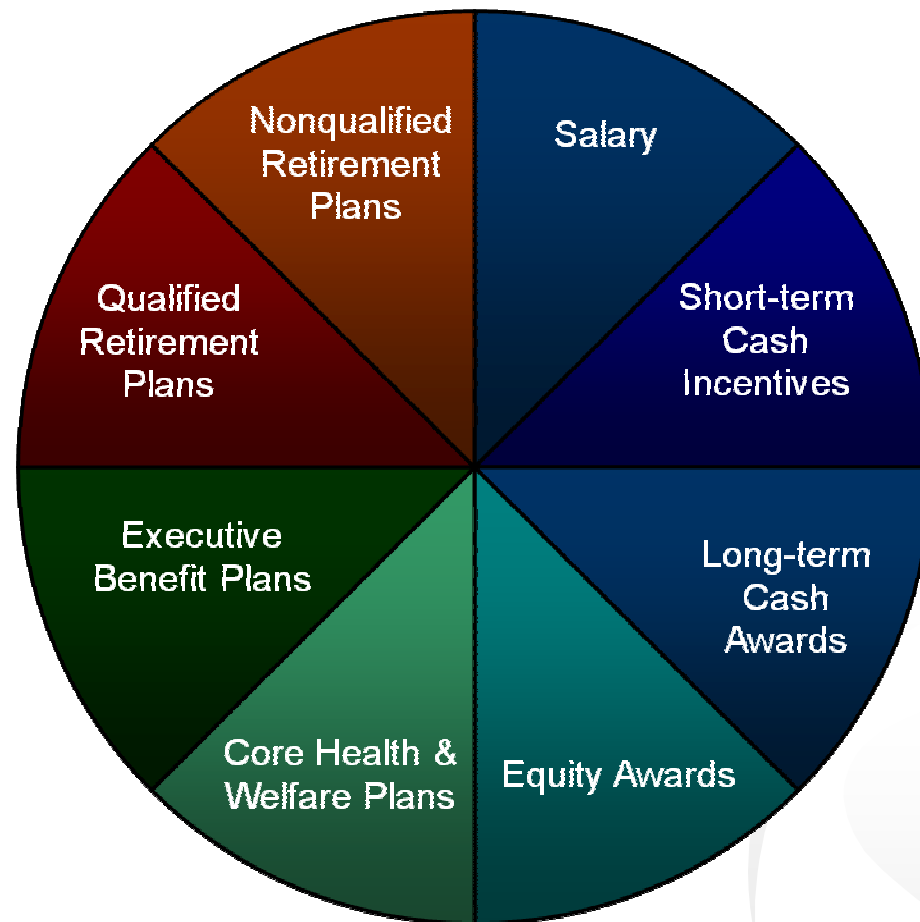 Salary
Short-term
Cash
Incentives
Long-term
Cash
Awards
Equity Awards
Core Health &
Welfare Plans
Executive
Benefit Plans
Qualified
Retirement
Plans
Nonqualified
Retirement
Plans